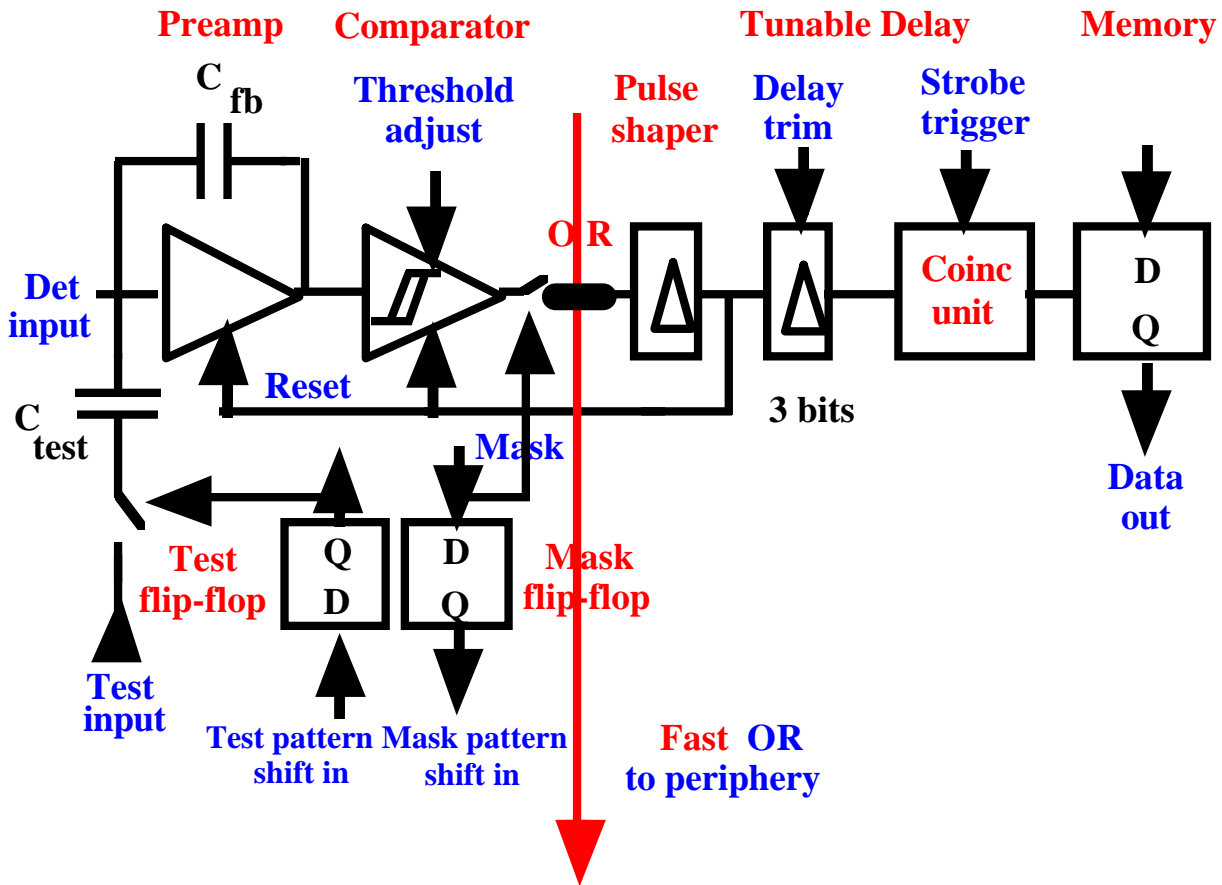 Preamp
Comparator
Tunable Delay
Memory
C
fb
Threshold
adjust
Pulse
shaper
Delay
trim
Strobe
trigger
O R
Det
input
Coinc
unit
D
Q
Reset
3 bits
C
test
Mask
Data
out
Test
flip-flop
Q
D
D
Q
Mask
flip-flop
Test
input
Test pattern
shift in
Mask pattern
shift in
Fast OR
to periphery